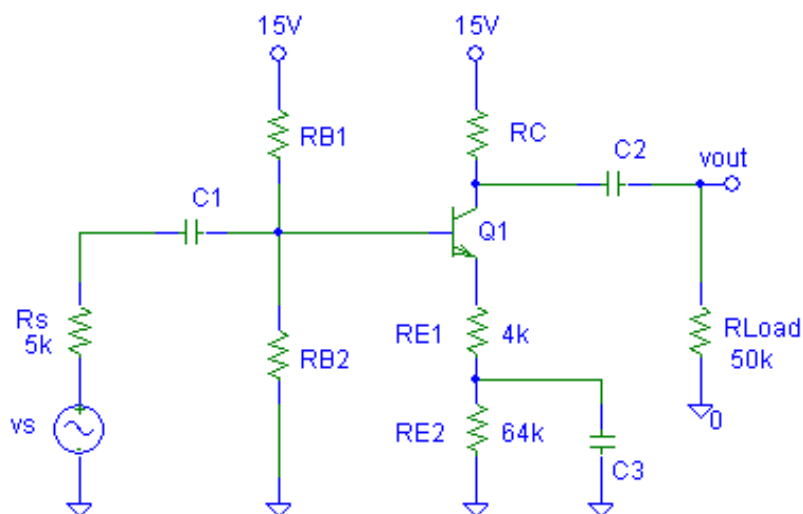 15V
15V
RB1
RC
C2
vout
C1
Q1
Rs
5k
RE1
4k
RLoad
50k
RB2
vs
RE2
64k
0
C3